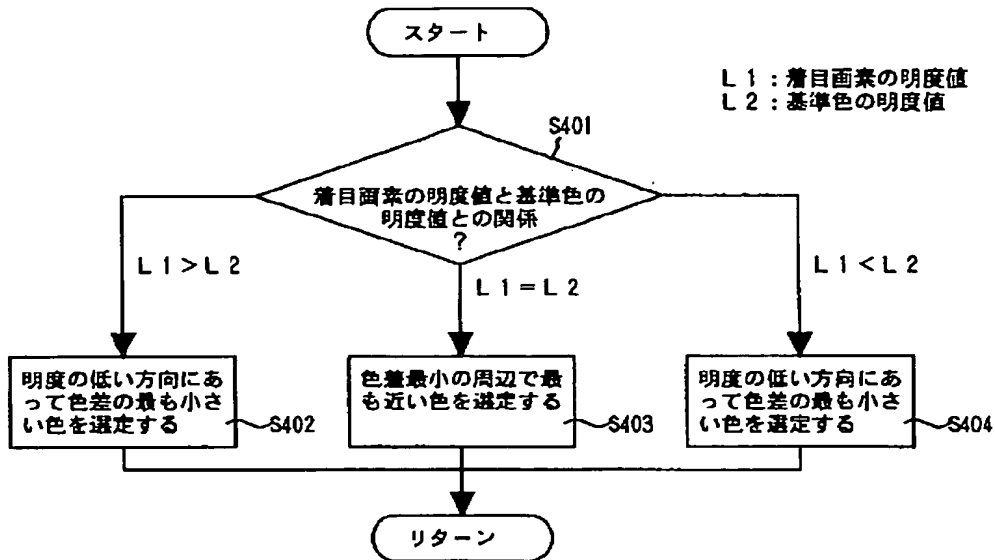 スタート
L1:着目画素の明度値
L2:基準色の明度値
S401
着目画素の明度値と基準色の
明度値との関係
?
L1>L2
L1=L2
L1<L2
明度の低い方向にあ
って色差の最も小さ
い色を選定する
S402
色差最小の周辺で最
も近い色を選定する
S403
明度の低い方向にあ
って色差の最も小さ
い色を選定する
S404
リターン